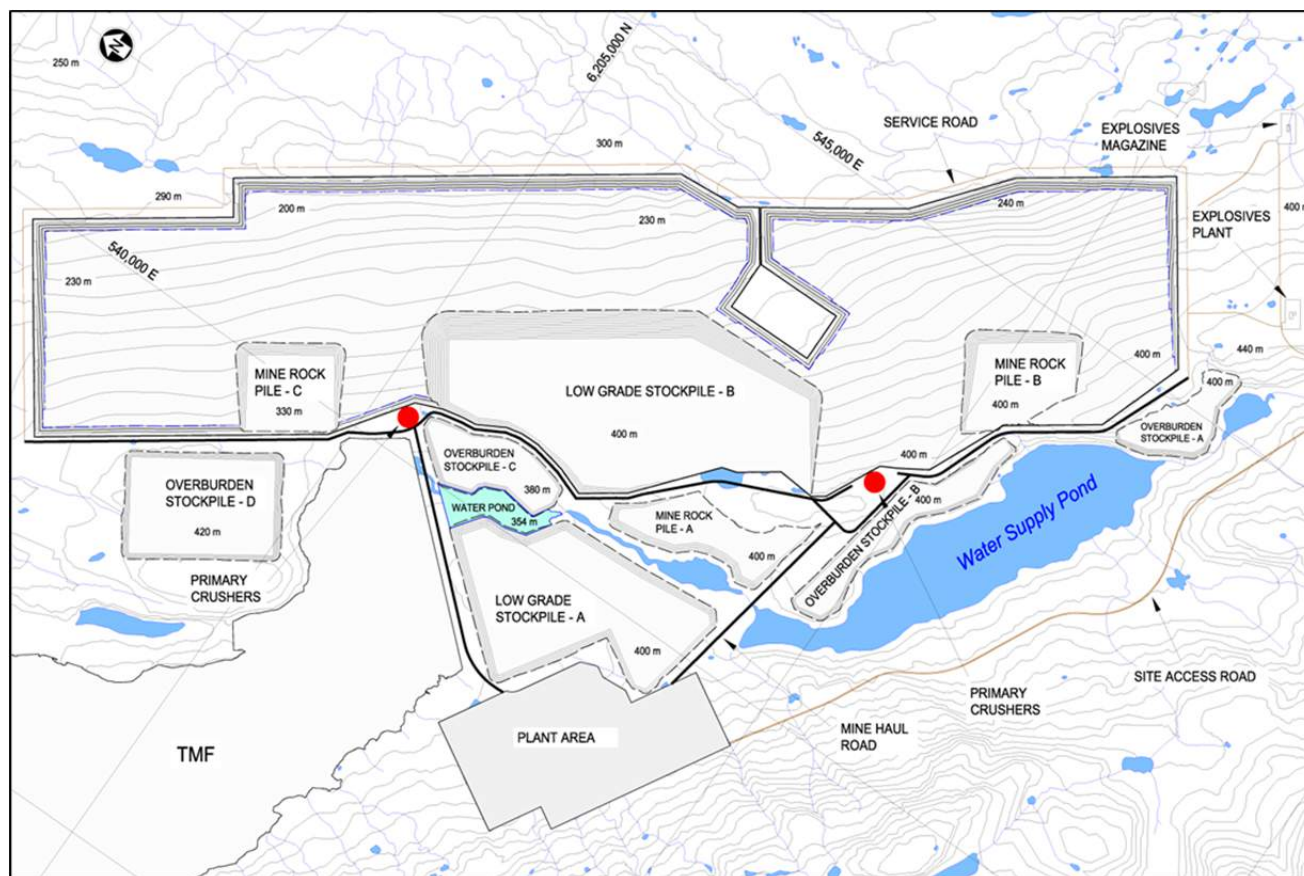 N
250 m
6,205,000 N
300 m
545,000 E
SERVICE ROAD
EXPLOSIVES
MAGAZINE
290 m
200 m
230 m
240 m
400 m
EXPLOSIVES
PLANT
540,000 E
230 m
MINE ROCK
PILE - C
330 m
LOW GRADE STOCKPILE - B
400 m
MINE ROCK
PILE - B
400 m
400 m
440 m
400 m
OVERBURDEN
STOCKPILE - A
OVERBURDEN
STOCKPILE - D
420 m
OVERBURDEN
STOCKPILE - C
380 m
WATER POND
354 m
MINE ROCK
PILE - A
400 m
400 m
400 m
OVERBURDEN STOCKPILE - B
Water Supply Pond
PRIMARY
CRUSHERS
LOW GRADE
STOCKPILE - A
400 m
PRIMARY
CRUSHERS
SITE ACCESS ROAD
MINE HAUL
ROAD
PLANT AREA
TMF